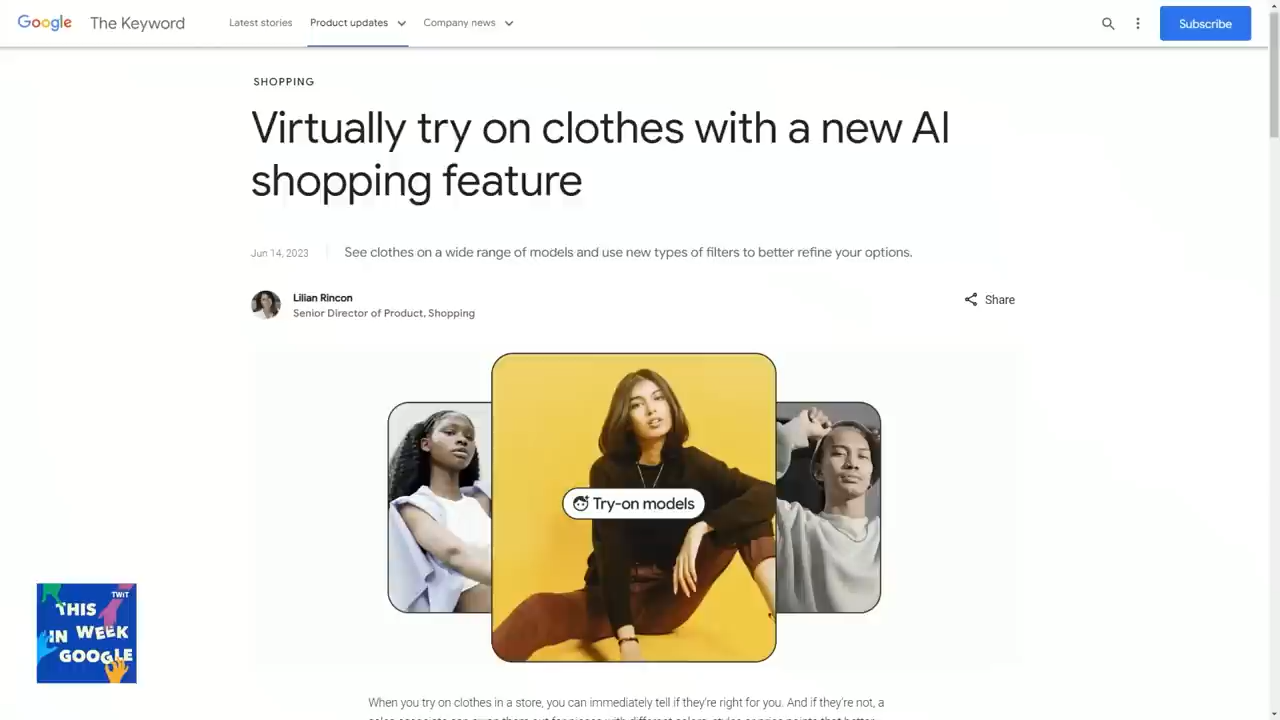 Google The Keyword Latest stories Product updates Company news Subscribe
SHOPPING
Virtually try on clothes with a new AI
shopping feature
Jun 14, 2023 See clothes on a wide range of models and use new types of filters to better refine your options.
Lilian Rincon
Senior Director of Product, Shopping
Share
Try-on models
TWiT
THIS
IN WEEK
GOOGLE
When you try on clothes in a store, you can immediately tell if they're right for you. And if they're not, a